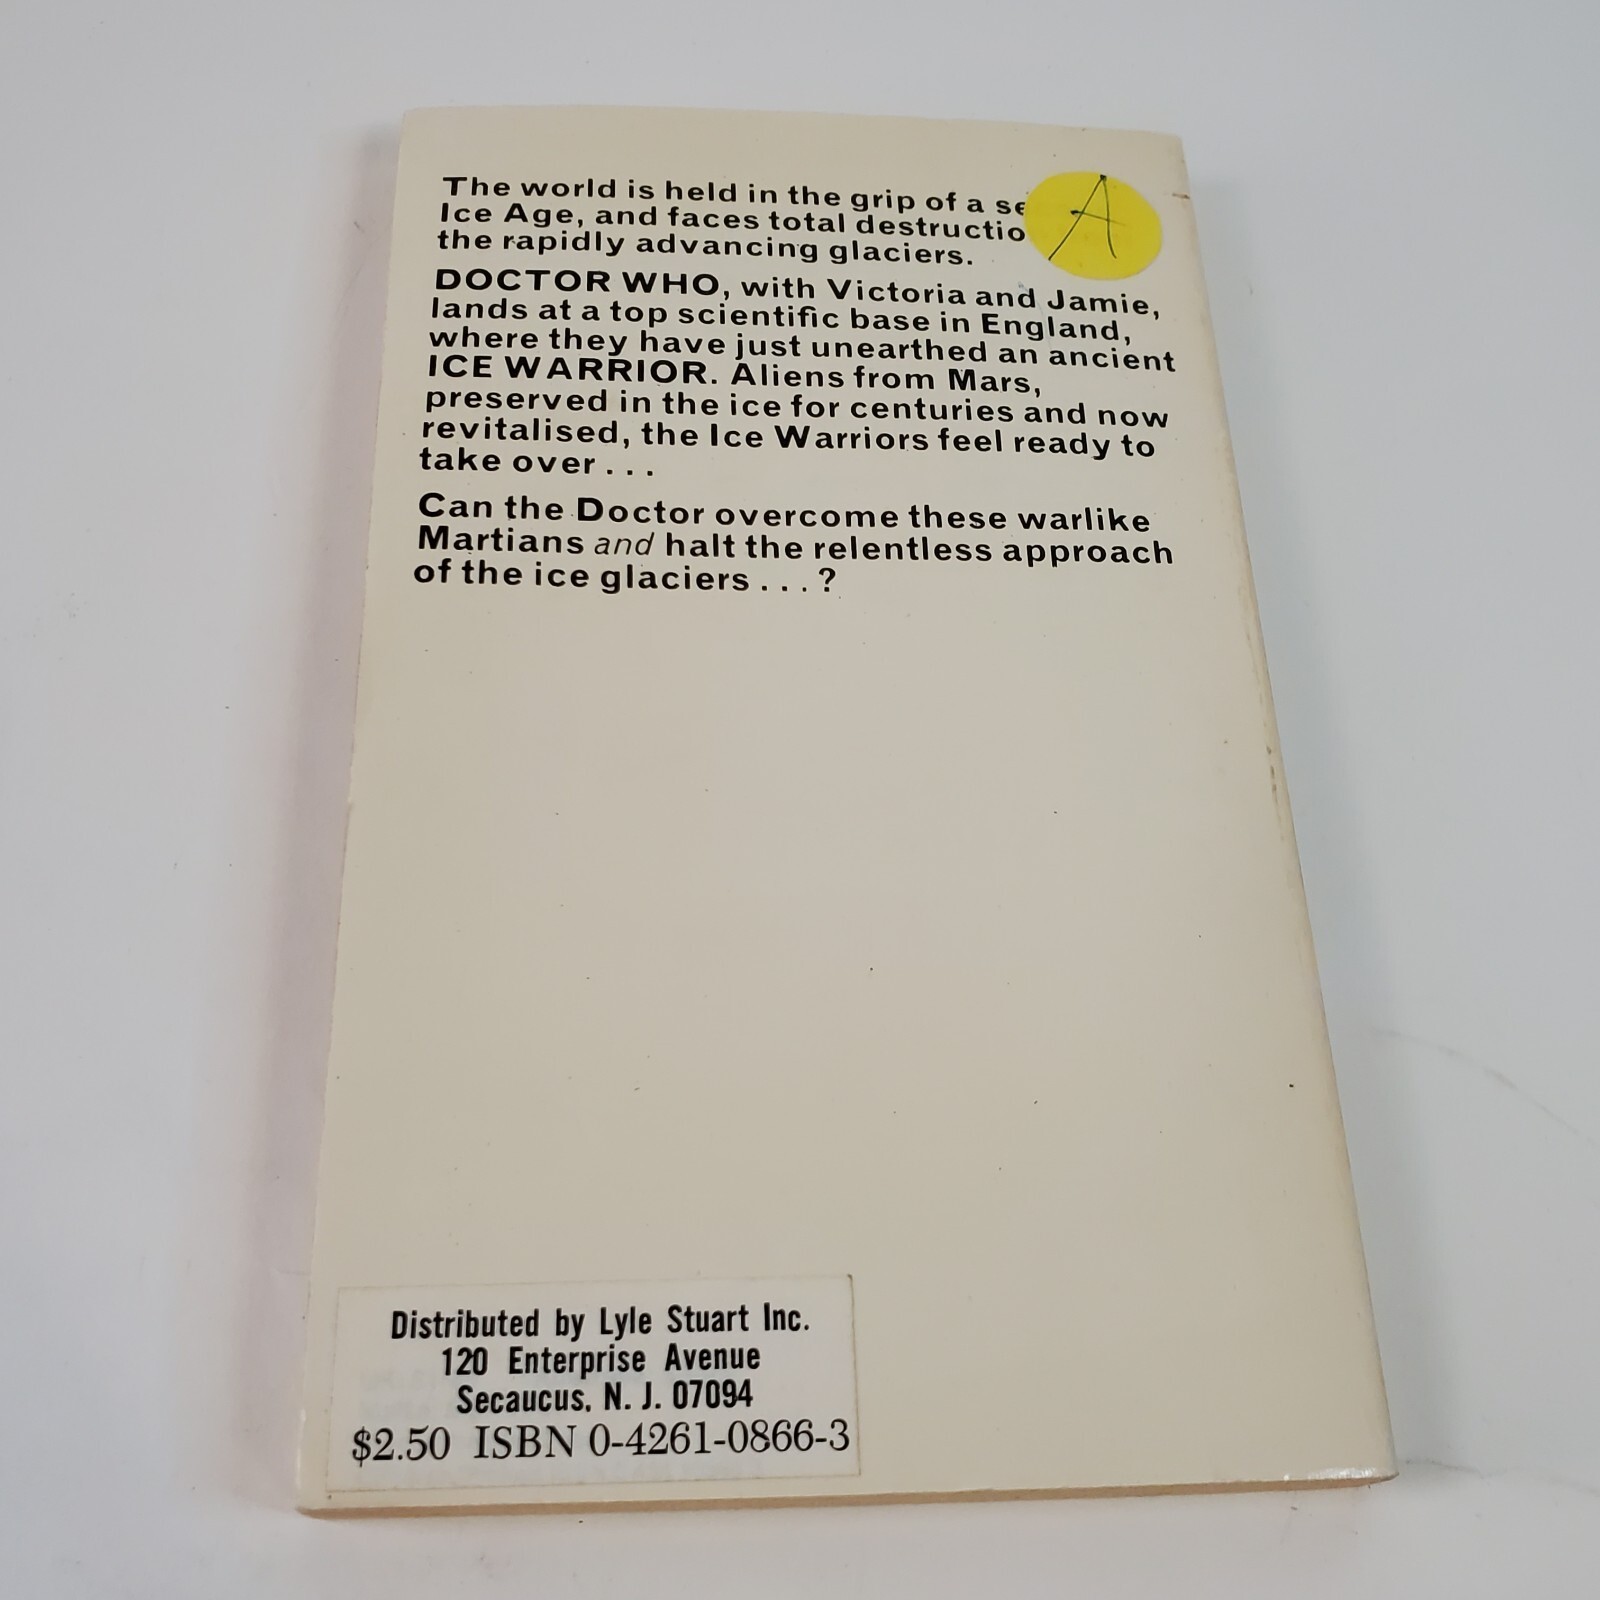 The world is held in the grip of a
Ice Age, and faces total
the rapidly advancing glaciers.
A
DOCTOR WHO, with Victoria and Jamie,
lands at a top scientific base in England,
where they have just unearthed an ancient
ICE WARRIOR. Aliens from Mars,
preserved in the ice for centuries and now
revitalised, the Ice Warriors feel ready to
take over . . .
Can the Doctor overcome these warlike
Martians and halt the relentless approach
of the ice glaciers . . . ?
Distributed by Lyle Stuart Inc.
120 Enterprise Avenue
Secaucus, N. J. 07094
$2.50 ISBN 0-4261-0866-3